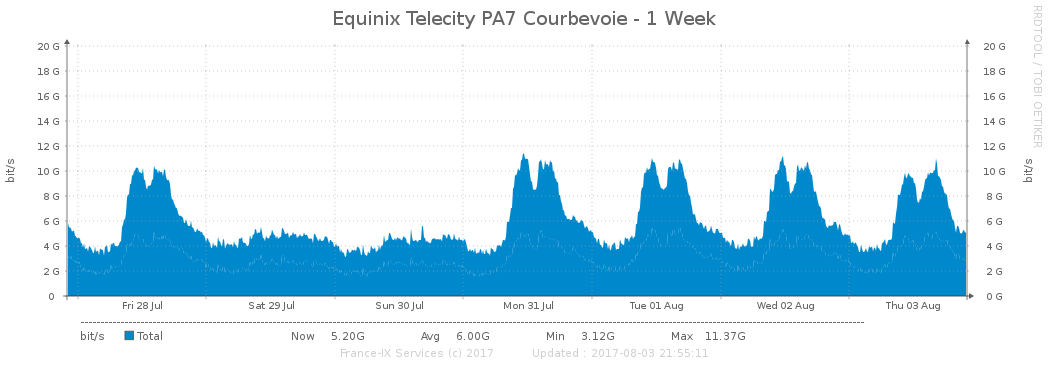 Equinix Telecity PA7 Courbevoie - 1 Week
RRDTOOL / TOBI OETIKER
bit/s
20 G 20 G
18 G 18 G
16 G 16 G
14 G 14 G
12 G 12 G
10 G 10 G
8 G 8 G
6 G 6 G
4 G 4 G
2 G 2 G
0 0 G
bit/s
Fri 28 Jul Sat 29 Jul Sun 30 Jul Mon 31 Jul Tue 01 Aug Wed 02 Aug Thu 03 Aug
bit/s Total Now 5.20G Avg 6.00G Min 3.12G Max 11.37G
France-IX Services (c) 2017 Updated : 2017-08-03 21:55:11